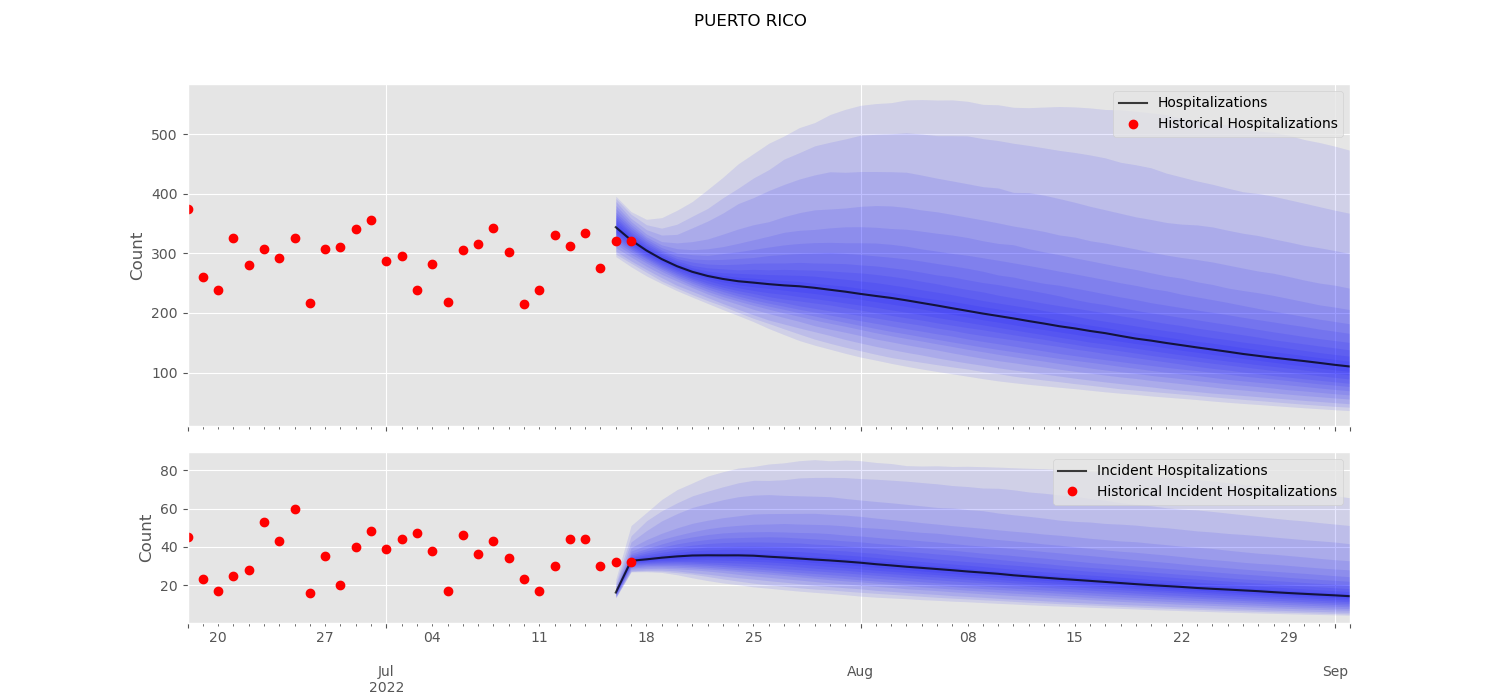 PUERTO RICO
Hospitalizations
Historical Hospitalizations
500
400
300
200
100
Count
Incident Hospitalizations
Historical Incident Hospitalizations
80
60
40
20
Count
20 27 04 11 18 25 08 15 22 29
Jul Aug Sep
2022